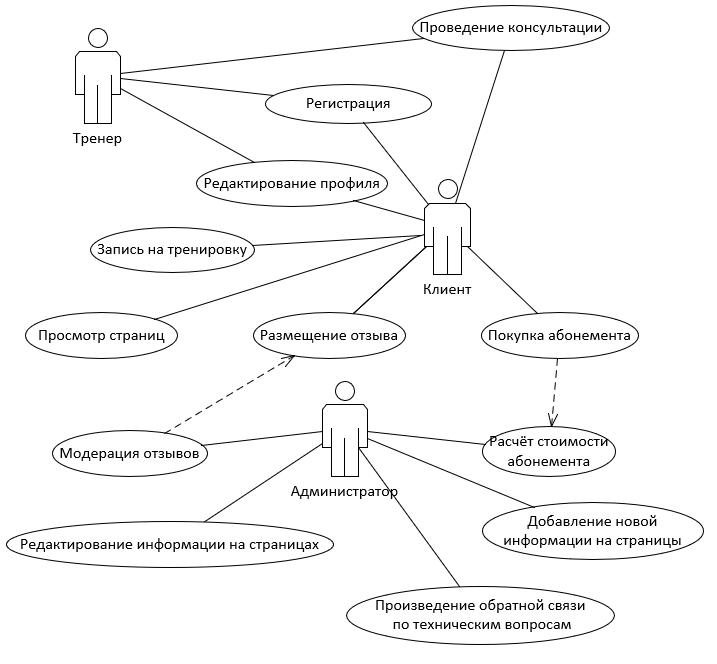 Проведение консультации
Регистрация
Тренер
Редактирование профиля
Запись на тренировку
Клиент
Просмотр страниц
Размещение отзыва
Покупка абонемента
Модерация отзывов
Расчёт стоимости
абонемента
Администратор
Редактирование информации на страницах
Добавление новой
информации на страницы
Произведение обратной связи
по техническим вопросам